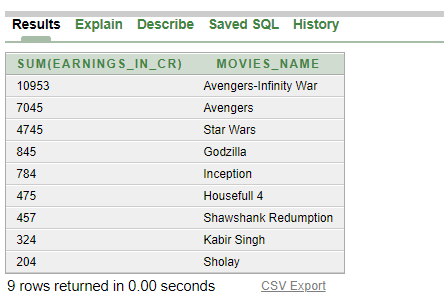 Results Explain Describe Saved SQL History
SUM(EARNINGS_IN_CR) MOVIES_NAME
10953 Avengers-Infinity War
7045 Avengers
4745 Star Wars
845 Godzilla
784 Inception
475 Housefull 4
457 Shawshank Redumption
324 Kabir Singh
204 Sholay
9 rows returned in 0.00 seconds CSV Export